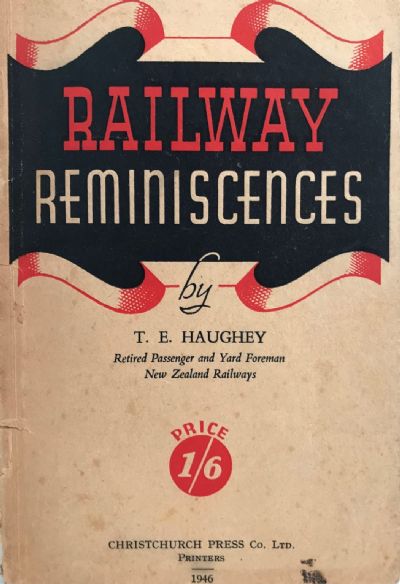 RAILWAY
REMINISCENCES
by
T. E. HAUGHEY
Retired Passenger and Yard Foreman
New Zealand Railways
PRICE
1/6
CHRISTCHURCH PRESS Co. LTD.
PRINTERS
1946